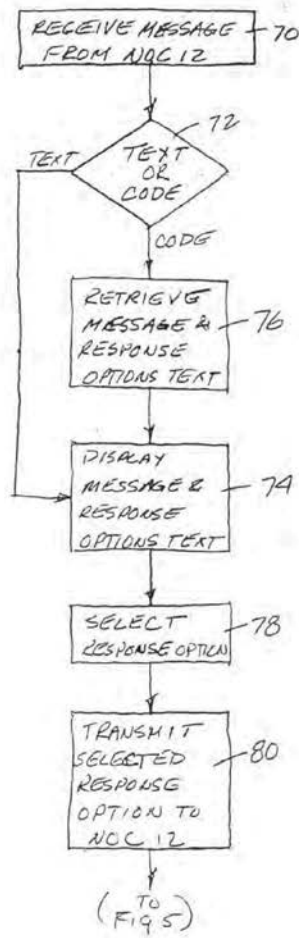 RECEIVE MESSAGE
FROM NOC 12
70
72
TEXT
TEXT
OR
CODE
CODE
RETRIEVE
MESSAGE &
RESPONSE
OPTIONS TEXT
76
DISPLAY
MESSAGE &
RESPONSE
OPTIONS TEXT
74
SELECT
RESPONSE OPTION
78
TRANSMIT
SELECTED
RESPONSE
OPTION TO
NOC 12
80
(TO
FIG 5)